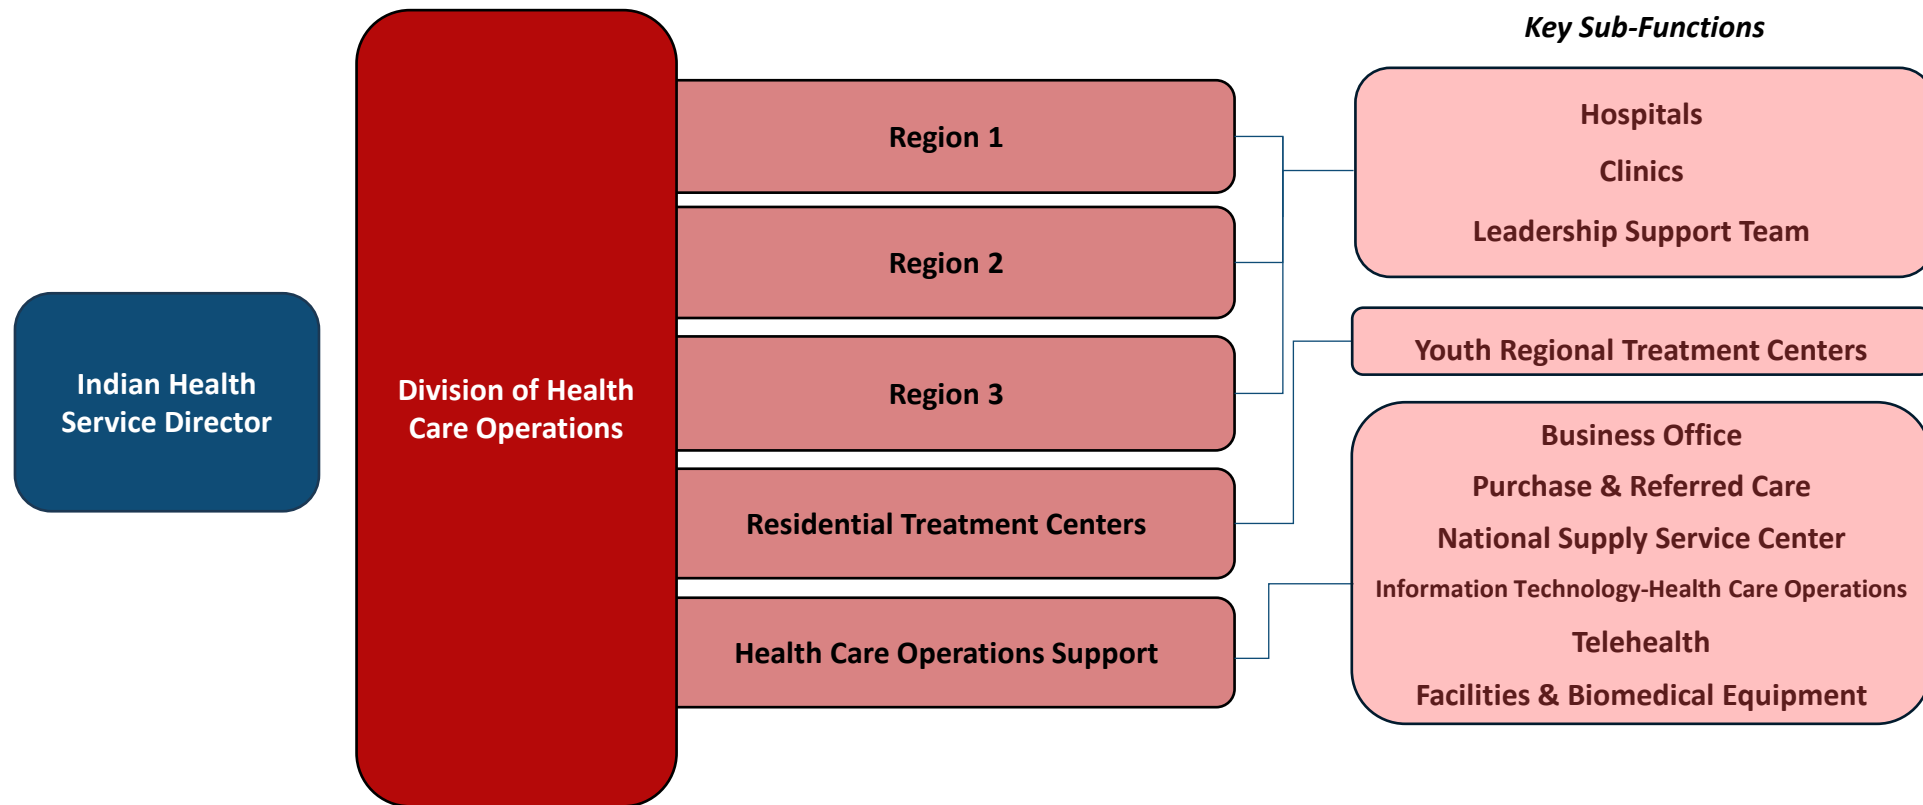 Key Sub-Functions
Indian Health
Service Director
Division of Health
Care Operations
Region 1
Region 2
Region 3
Residential Treatment Centers
Health Care Operations Support
Hospitals
Clinics
Leadership Support Team
Youth Regional Treatment Centers
Business Office
Purchase & Referred Care
National Supply Service Center
Information Technology-Health Care Operations
Telehealth
Facilities & Biomedical Equipment